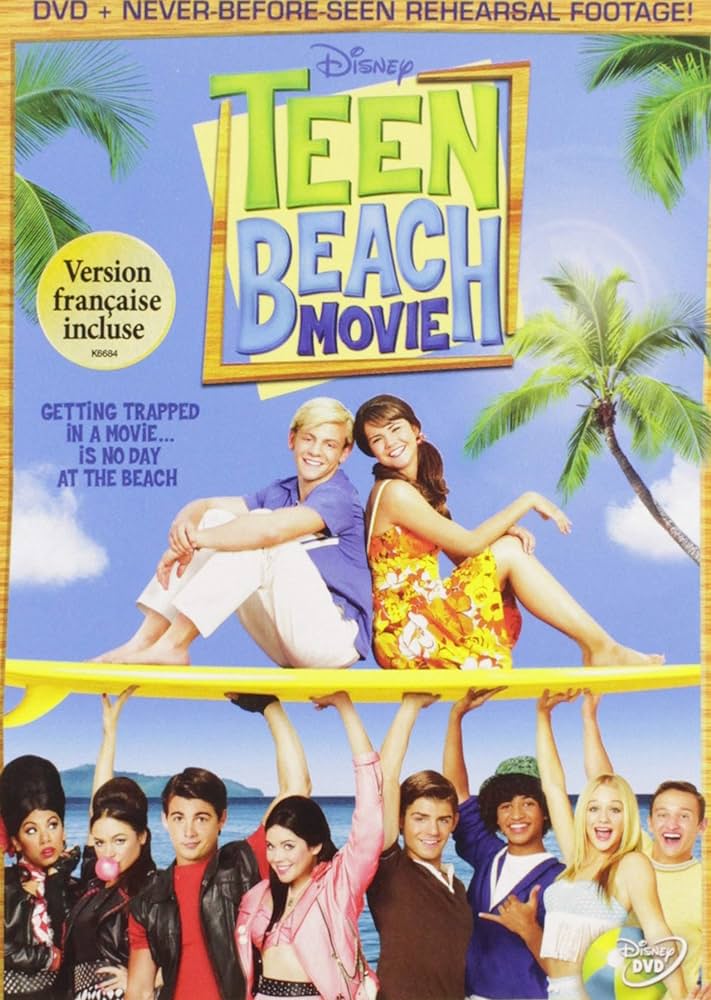 DVD + NEVER-BEFORE-SEEN REHEARSAL FOOTAGE!
Disney
TEEN
BEACH
MOVIE
Version
française
incluse
K6684
GETTING TRAPPED
IN A MOVIE...
IS NO DAY
AT THE BEACH
Disney
DVD